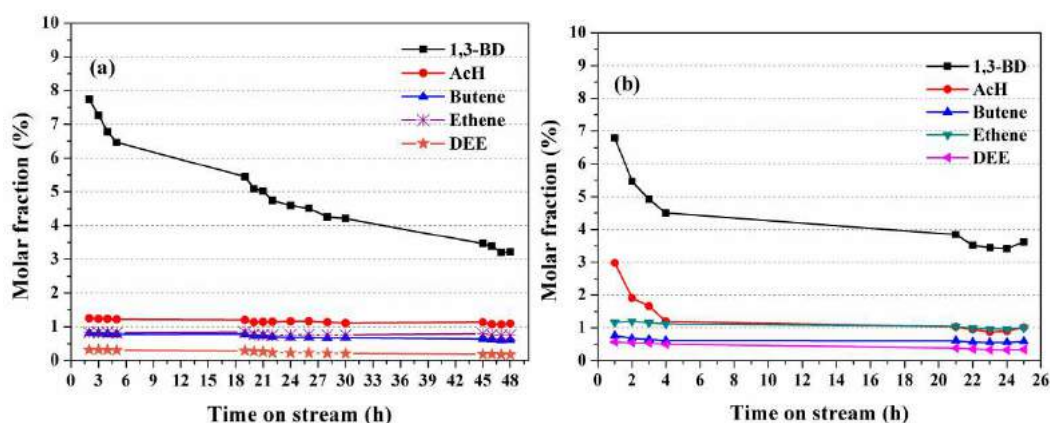 (a)
1,3-BD
AcH
Butene
Ethene
DEE
Molar fraction (%)
10
9
8
7
6
5
4
3
2
1
0
0 3 6 9 12 15 18 21 24 27 30 33 36 39 42 45 48
Time on stream (h)
(b)
1,3-BD
AcH
Butene
Ethene
DEE
Molar fraction (%)
10
9
8
7
6
5
4
3
2
1
0
0 2 4 6 8 10 12 14 16 18 20 22 24 26
Time on stream (h)